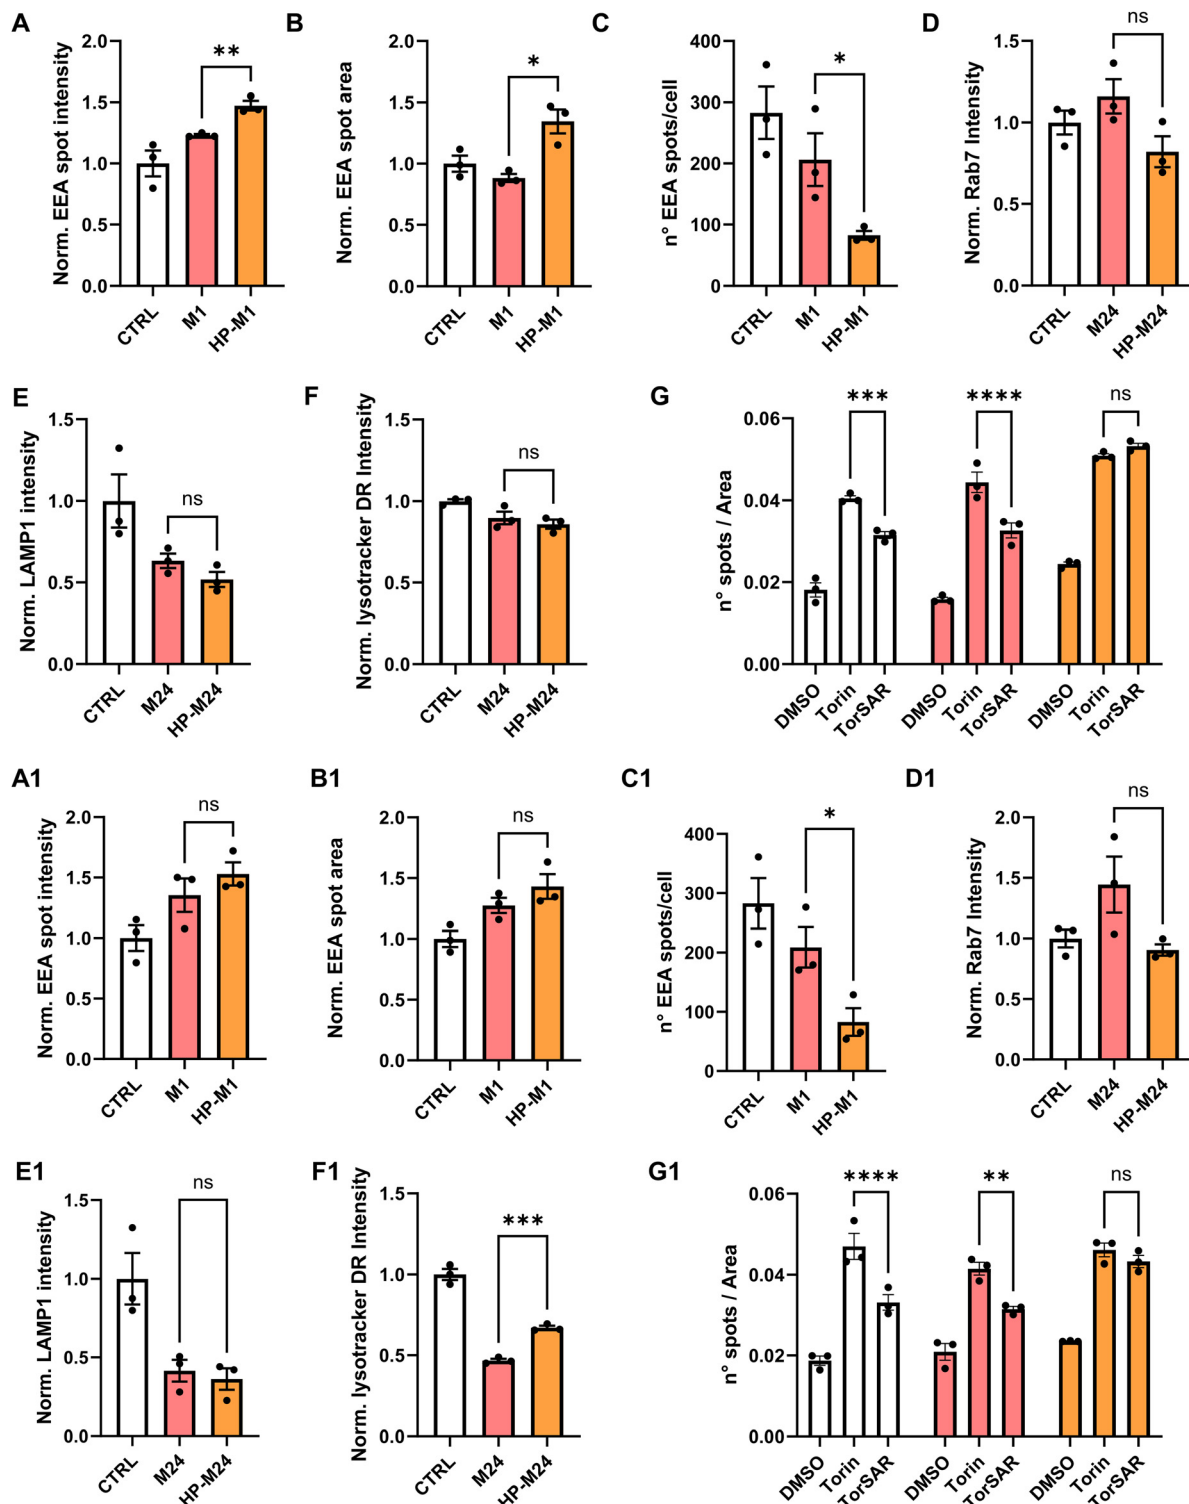 A
Norm. EEA spot intensity
2.0
1.5
1.0
0.5
0.0
**
CTRL
M1
HP-M1
B
Norm. EEA spot area
2.0
1.5
1.0
0.5
0.0
*
CTRL
M1
HP-M1
C
n° EEA spots/cell
400
300
200
100
0
*
CTRL
M1
HP-M1
D
Norm. Rab7 Intensity
1.5
1.0
0.5
0.0
ns
CTRL
M24
HP-M24
E
Norm. LAMP1 intensity
1.5
1.0
0.5
0.0
ns
CTRL
M24
HP-M24
F
Norm. lysotracker DR Intensity
1.5
1.0
0.5
0.0
ns
CTRL
M24
HP-M24
G
n° spots / Area
0.06
0.04
0.02
0.00
***
****
ns
DMSO
Torin
TorSAR
DMSO
Torin
TorSAR
DMSO
Torin
TorSAR
A1
Norm. EEA spot intensity
2.0
1.5
1.0
0.5
0.0
ns
CTRL
M1
HP-M1
B1
Norm. EEA spot area
2.0
1.5
1.0
0.5
0.0
ns
CTRL
M1
HP-M1
C1
n° EEA spots/cell
400
300
200
100
0
*
CTRL
M1
HP-M1
D1
Norm. Rab7 Intensity
2.0
1.5
1.0
0.5
0.0
ns
CTRL
M24
HP-M24
E1
Norm. LAMP1 intensity
1.5
1.0
0.5
0.0
ns
CTRL
M24
HP-M24
F1
Norm. lysotracker DR Intensity
1.5
1.0
0.5
0.0
***
CTRL
M24
HP-M24
G1
n° spots / Area
0.06
0.04
0.02
0.00
****
**
ns
DMSO
Torin
TorSAR
DMSO
Torin
TorSAR
DMSO
Torin
TorSAR